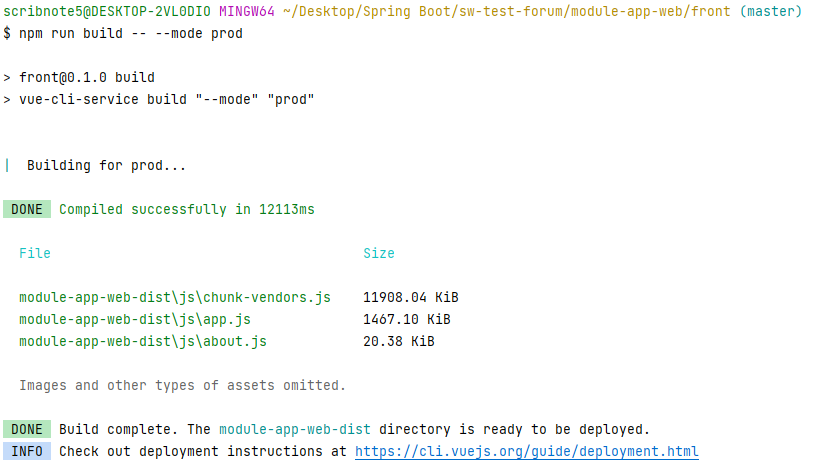 scribnote5@DESKTOP-2VL0DIO MINGW64 ~/Desktop/Spring Boot/sw-test-forum/module-app-web/front (master)
$ npm run build -- --mode prod
> front@0.1.0 build
> vue-cli-service build "--mode" "prod"
|  Building for prod...
DONE  Compiled successfully in 12113ms
File  Size
module-app-web-dist\js\chunk-vendors.js  11908.04 KiB
module-app-web-dist\js\app.js  1467.10 KiB
module-app-web-dist\js\about.js  20.38 KiB
Images and other types of assets omitted.
DONE  Build complete. The module-app-web-dist directory is ready to be deployed.
INFO  Check out deployment instructions at https://cli.vuejs.org/guide/deployment.html